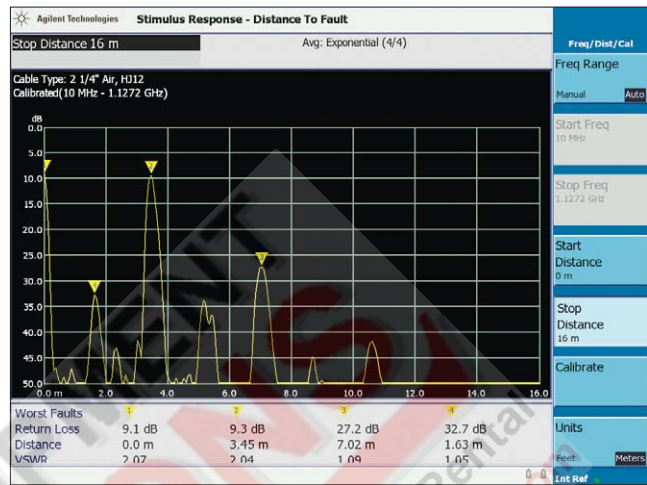 Agilent Technologies Stimulus Response - Distance To Fault
Stop Distance 16 m
Avg: Exponential (4/4)
Cable Type: 2 1/4" Air, HJ12
Calibrated(10 MHz - 1.1272 GHz)
dB
0.0
5.0
10.0
15.0
20.0
25.0
30.0
35.0
40.0
45.0
50.0
1
2
3
4
0.0 m 2.0 4.0 6.0 8.0 10.0 12.0 14.0 16.0
Worst Faults 1 2 3 4
Return Loss 9.1 dB 9.3 dB 27.2 dB 32.7 dB
Distance 0.0 m 3.45 m 7.02 m 1.63 m
VSWR 2.07 2.04 1.09 1.05
Freq/Dist/Cal
Freq Range
Manual Auto
Start Freq
10 MHz
Stop Freq
1.1272 GHz
Start
Distance
0 m
Stop
Distance
16 m
Calibrate
Units
Feet Meters
Int Ref
MENT
ONS
Rental